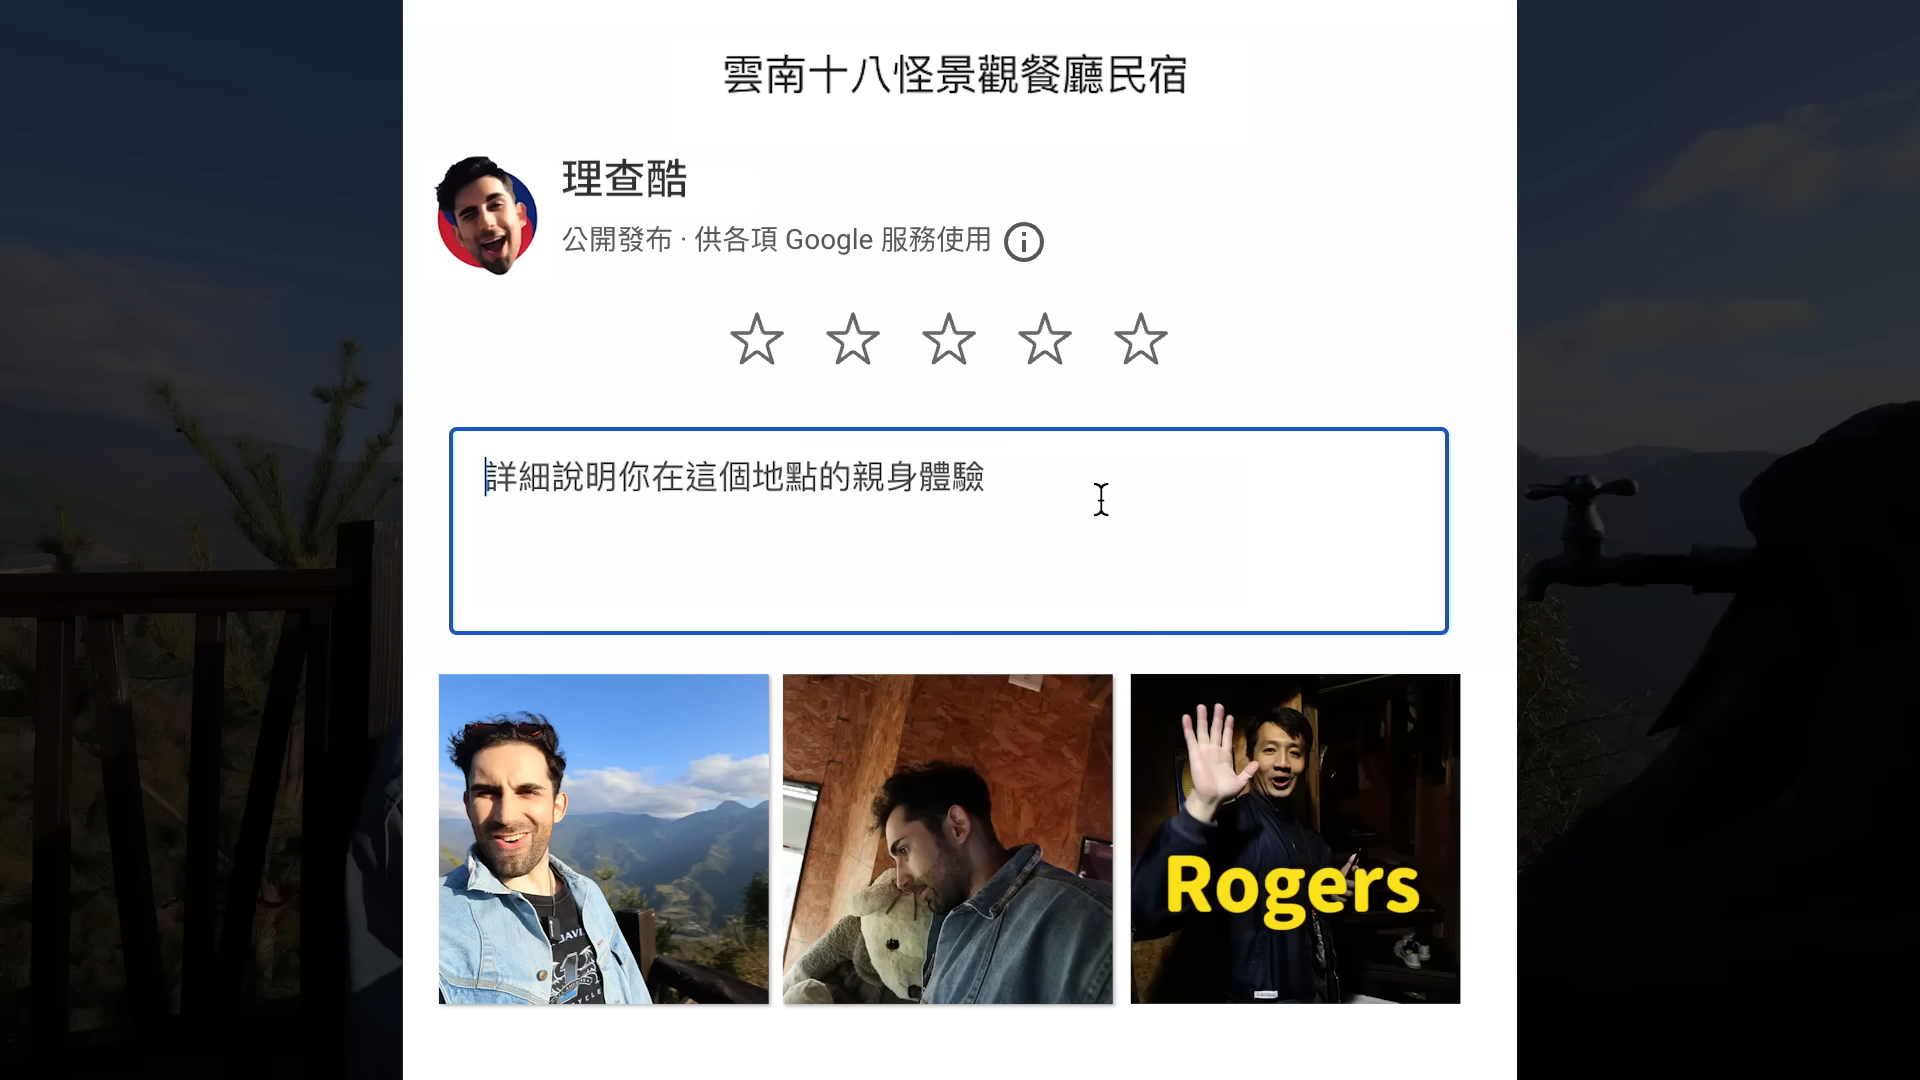 雲南十八怪景觀餐廳民宿
理查酷
公開發布 · 供各項 Google 服務使用
詳細說明你在這個地點的親身體驗
Rogers